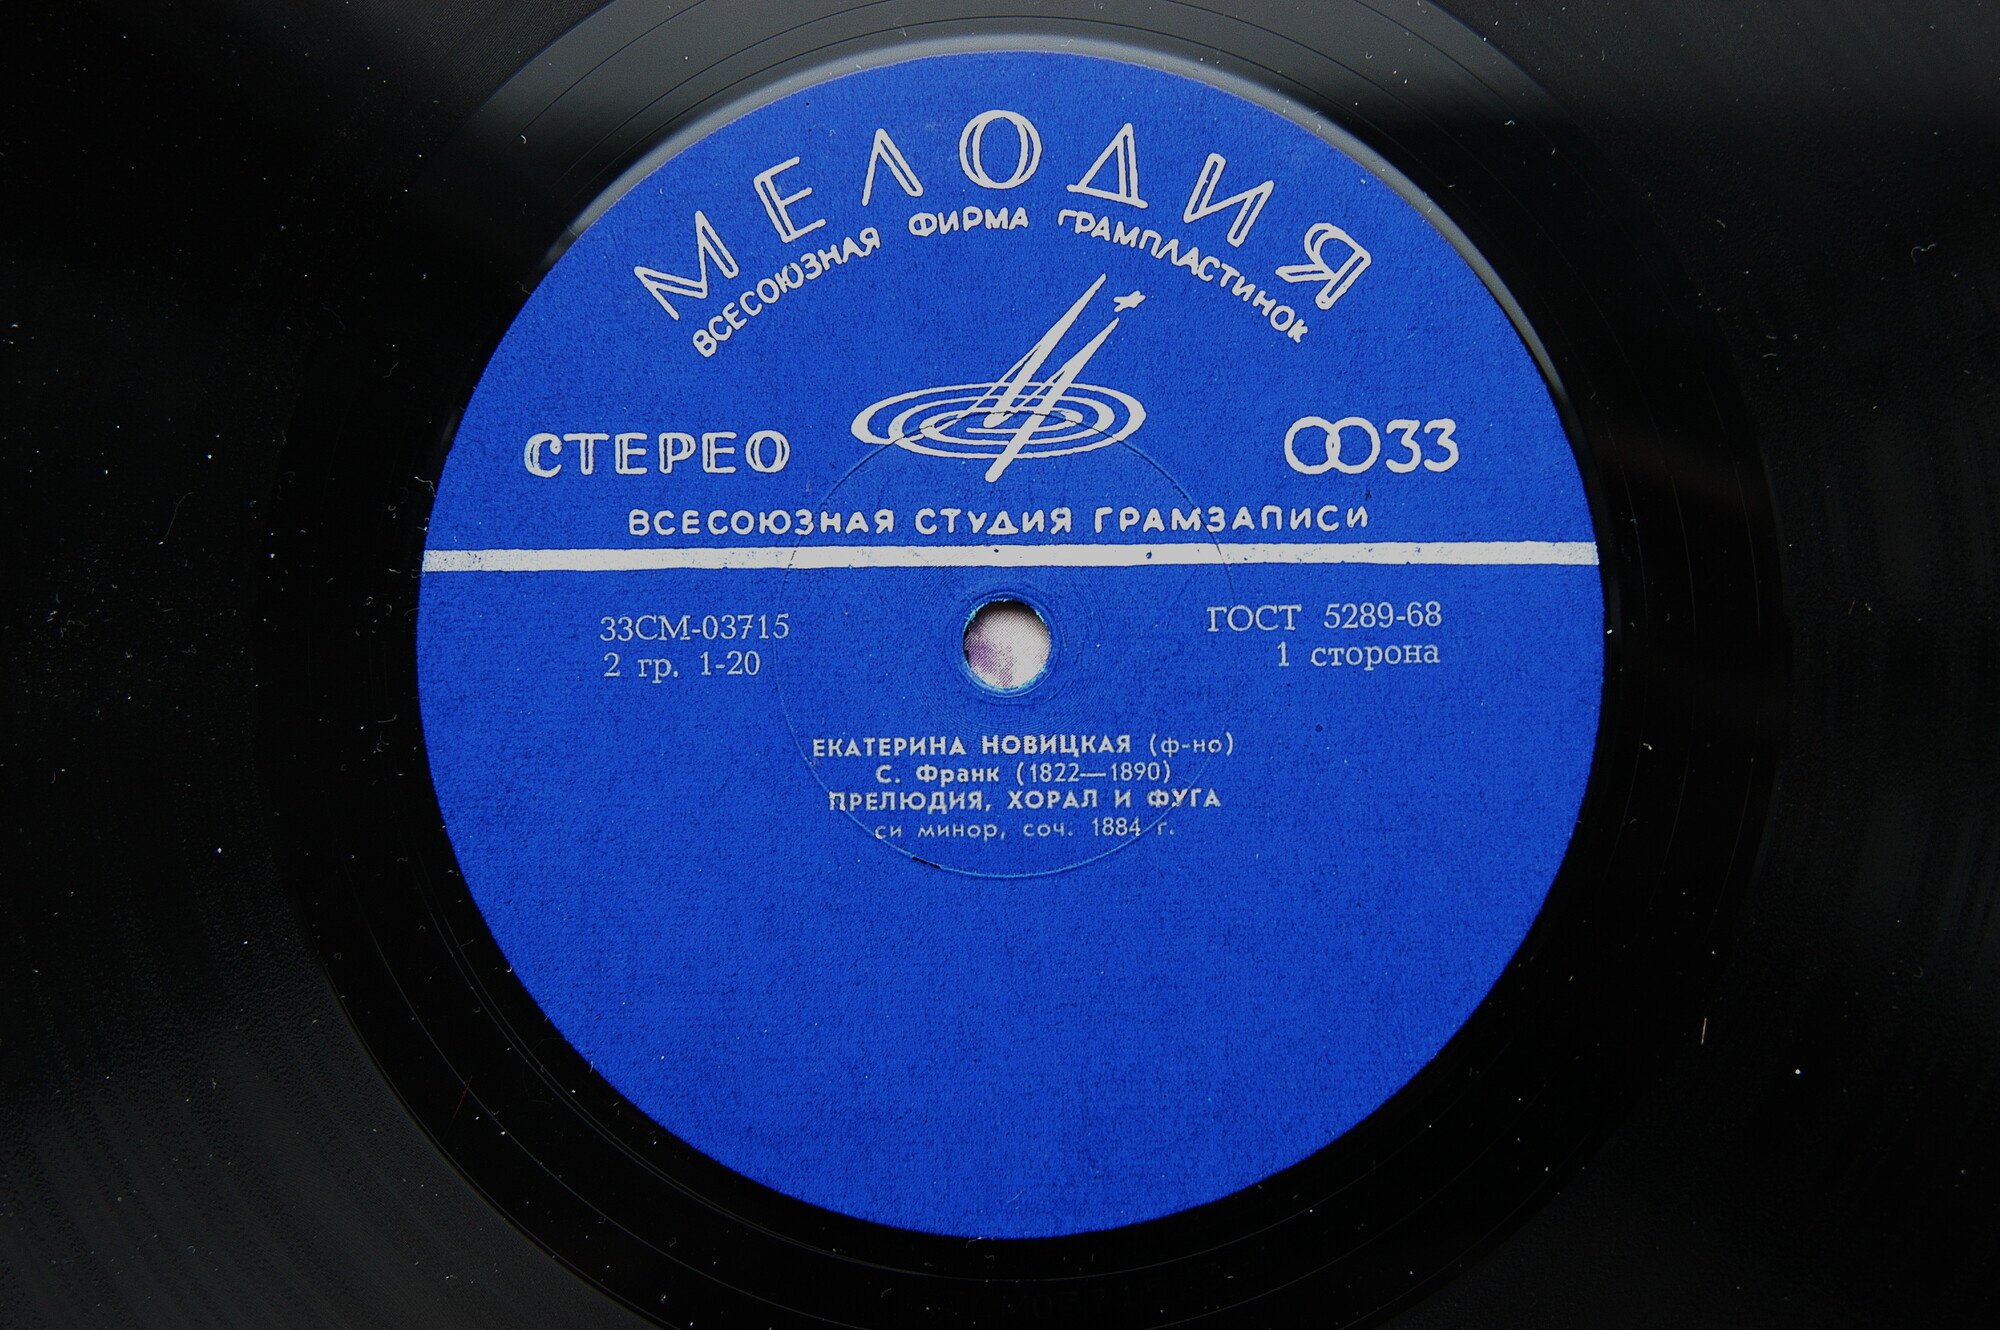 МЕЛОДИЯ
ВСЕСОЮЗНАЯ ФИРМА ГРАМПЛАСТИНОК
СТЕРЕО
33
ВСЕСОЮЗНАЯ СТУДИЯ ГРАМЗАПИСИ
33СМ-03715
2 гр. 1-20
ГОСТ 5289-68
1 сторона
ЕКАТЕРИНА НОВИЦКАЯ (ф-но)
С. Франк (1822—1890)
ПРЕЛЮДИЯ, ХОРАЛ И ФУГА
си минор, соч. 1884 г.